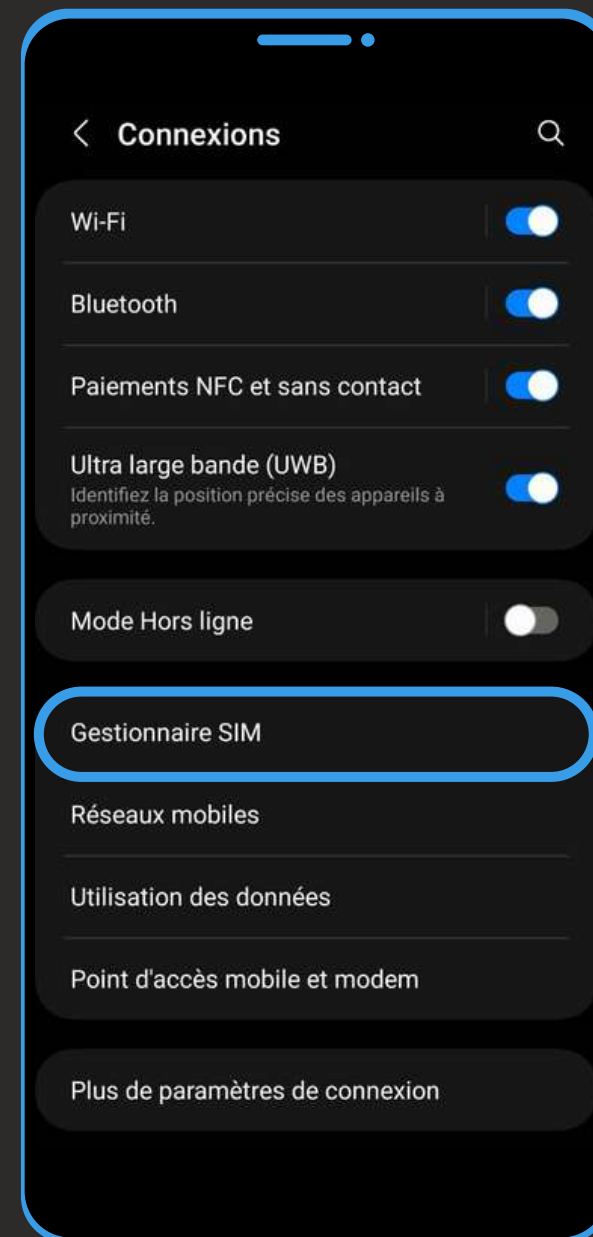 Connexions
Wi-Fi
Bluetooth
Paiements NFC et sans contact
Ultra large bande (UWB)
Identifiez la position précise des appareils à
proximité.
Mode Hors ligne
Gestionnaire SIM
Réseaux mobiles
Utilisation des données
Point d'accès mobile et modem
Plus de paramètres de connexion